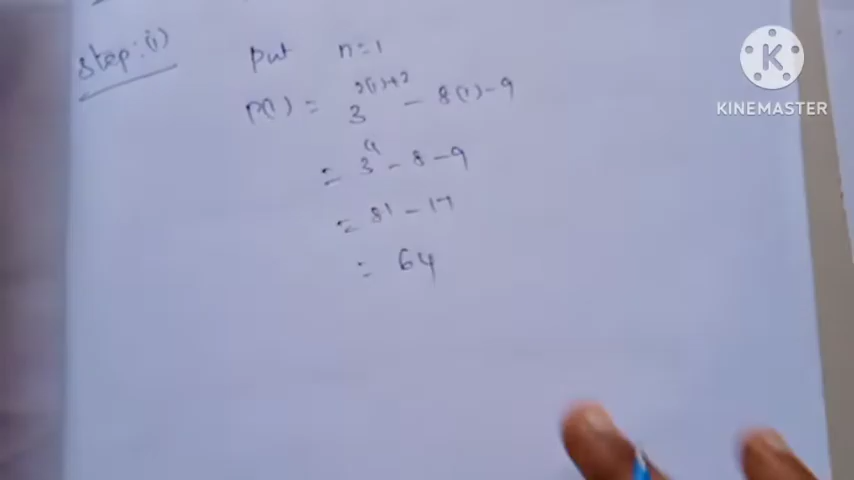 Step:(i) Put n=1
P(1) = 3^2(1)+2 - 8(1)-9
= 3^4 - 8 - 9
= 81 - 17
= 64
KINEMASTER